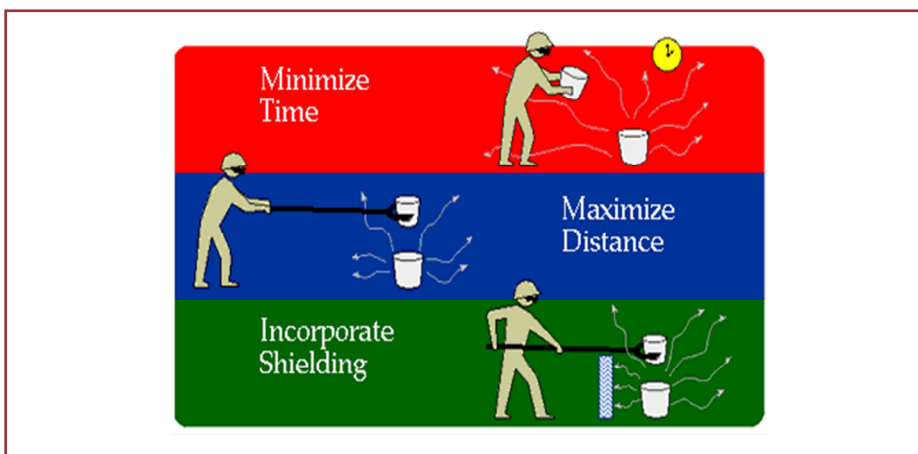 Minimize
Time
Maximize
Distance
Incorporate
Shielding